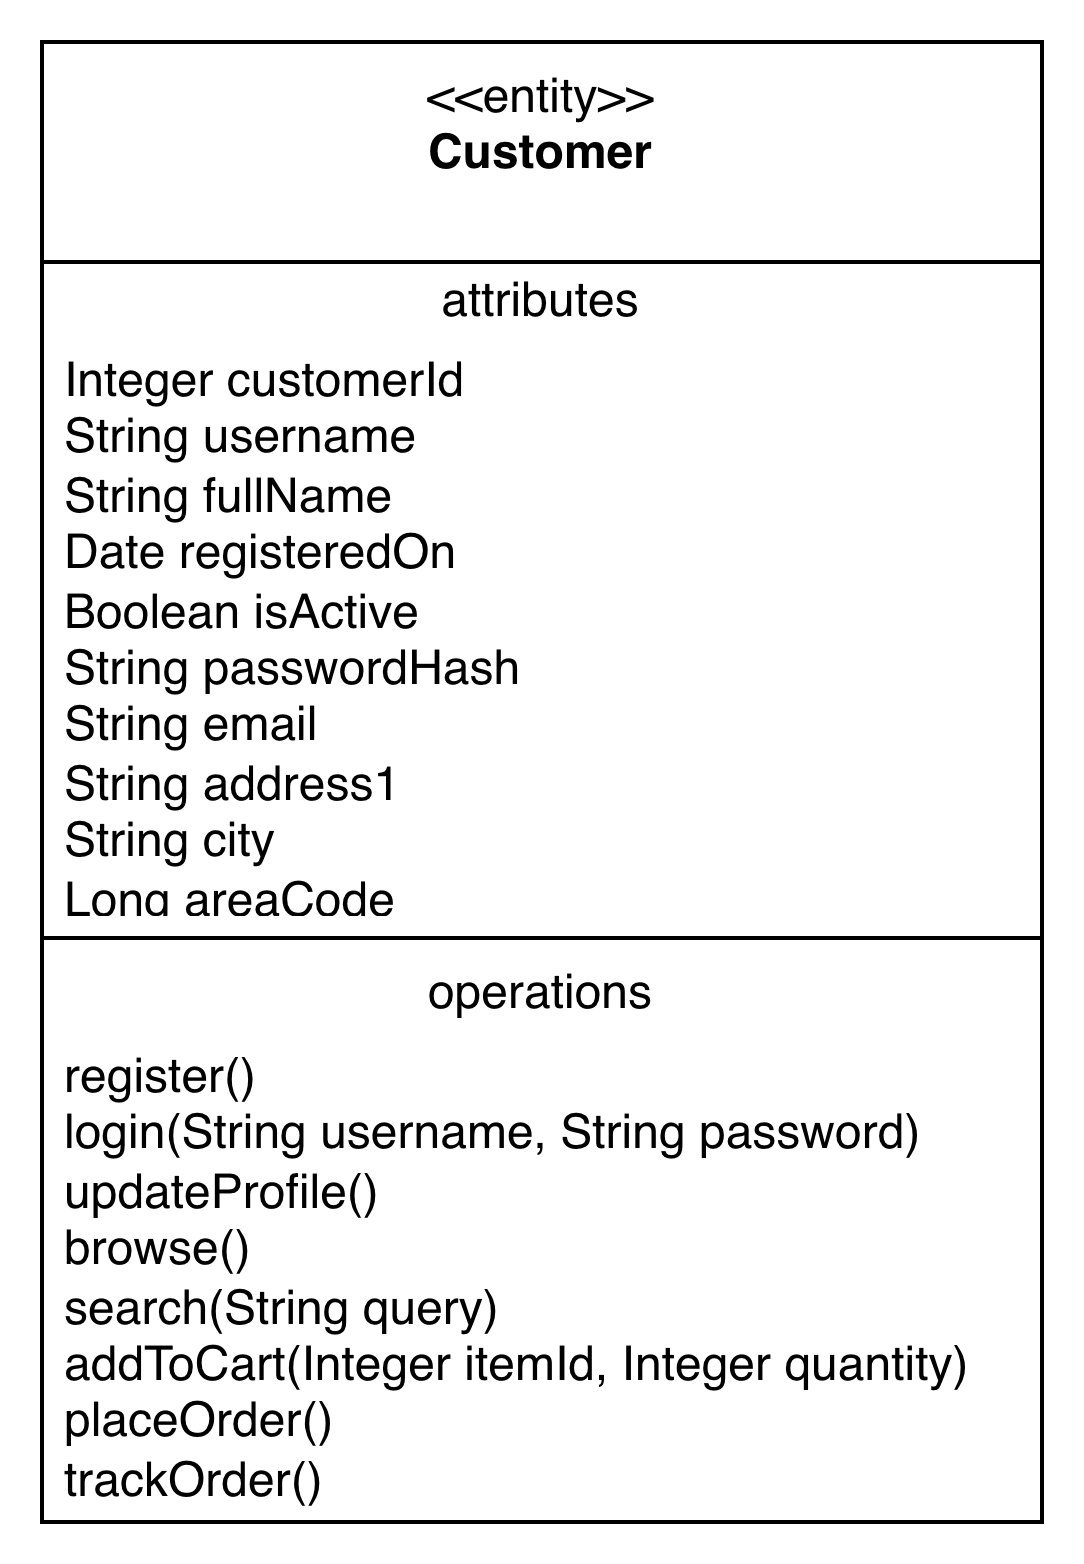 <<entity>>
Customer
attributes
Integer customerId
String username
String fullName
Date registeredOn
Boolean isActive
String passwordHash
String email
String address1
String city
Long areaCode
operations
register()
login(String username, String password)
updateProfile()
browse()
search(String query)
addToCart(Integer itemId, Integer quantity)
placeOrder()
trackOrder()